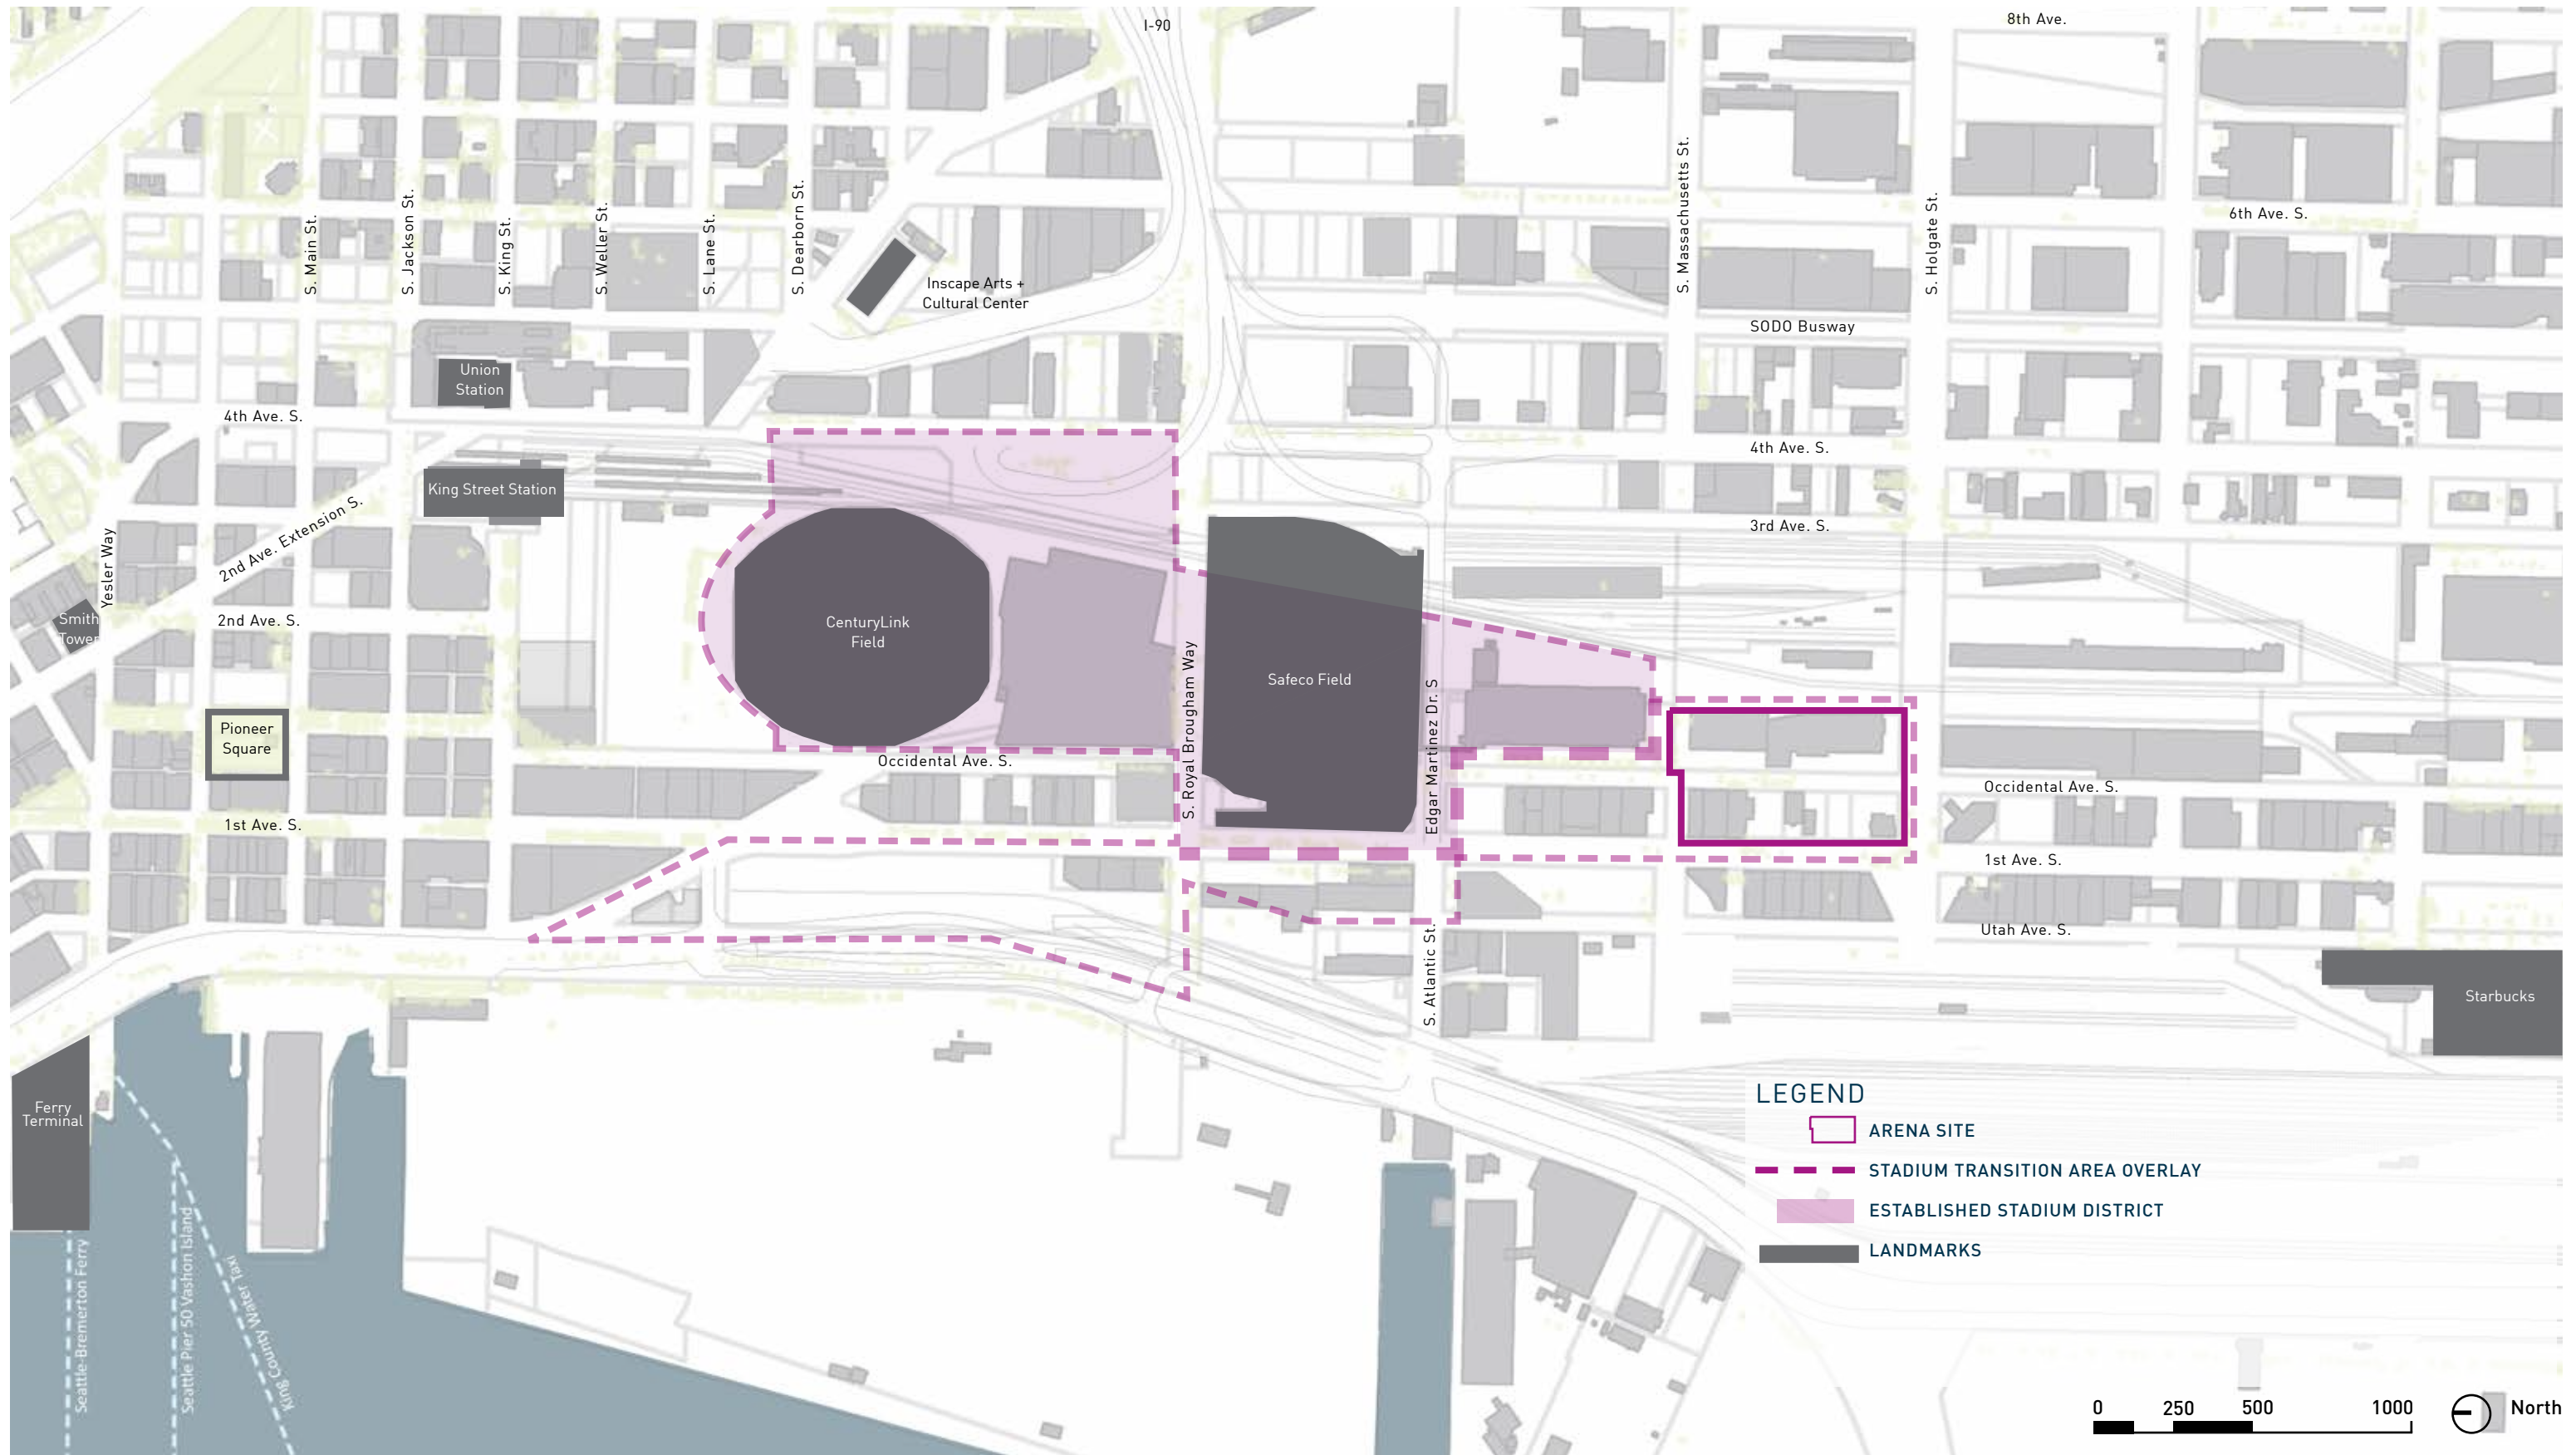 I-90
8th Ave.
S. Main St.
S. Jackson St.
S. King St.
S. Weller St.
S. Lane St.
S. Dearborn St.
S. Massachusetts St.
S. Holgate St.
6th Ave. S.
Inscape Arts +
Cultural Center
SODO Busway
Union
Station
4th Ave. S.
4th Ave. S.
King Street Station
3rd Ave. S.
2nd Ave. Extension S.
Yesler Way
Smith
Tower
2nd Ave. S.
CenturyLink
Field
Safeco Field
S. Royal Brougham Way
Edgar Martinez Dr. S
Pioneer
Square
Occidental Ave. S.
Occidental Ave. S.
1st Ave. S.
1st Ave. S.
Utah Ave. S.
S. Atlantic St.
Starbucks
Ferry
Terminal
Seattle-Bremerton Ferry
Seattle Pier 50 Vashon Island
King County Water Taxi
LEGEND
ARENA SITE
STADIUM TRANSITION AREA OVERLAY
ESTABLISHED STADIUM DISTRICT
LANDMARKS
0 250 500 1000
North